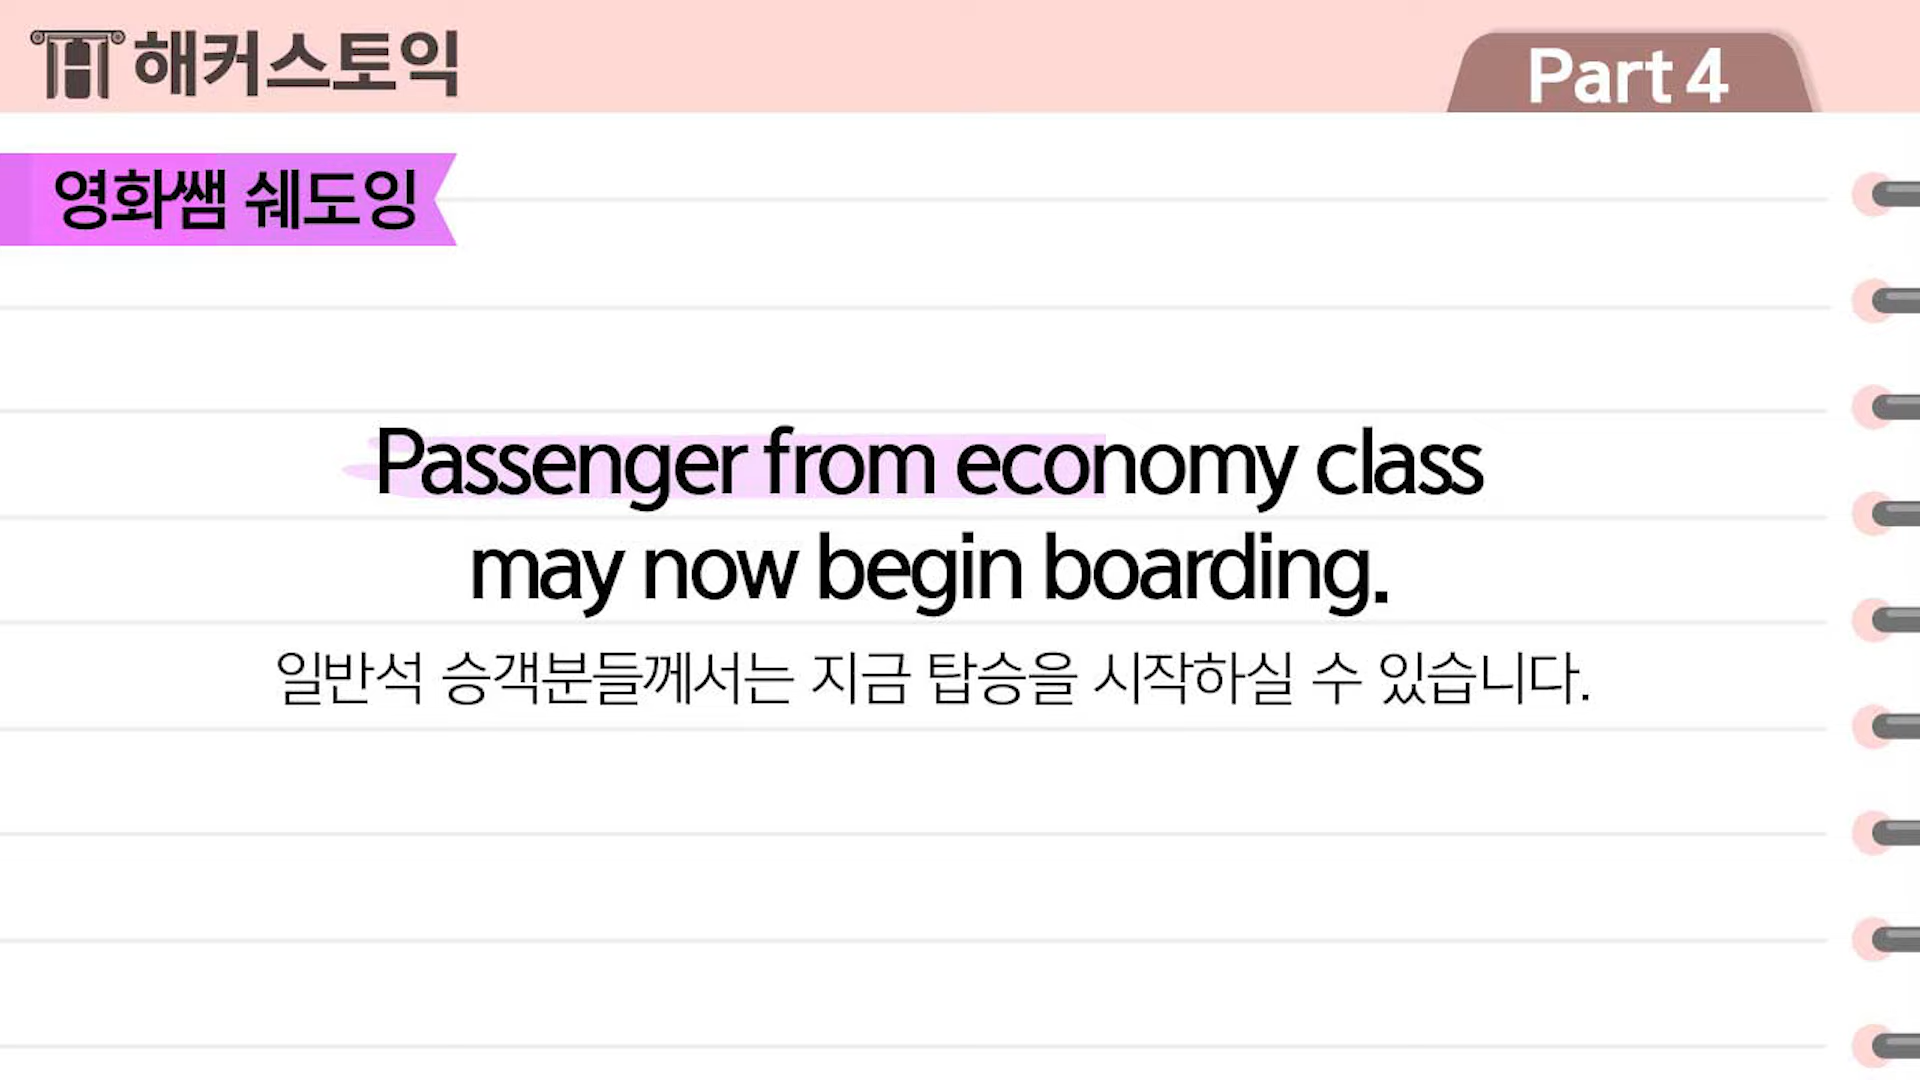 해커스토익
Part 4
영화쌤 쉐도잉
Passenger from economy class
may now begin boarding.
일반석 승객분들께서는 지금 탑승을 시작하실 수 있습니다.